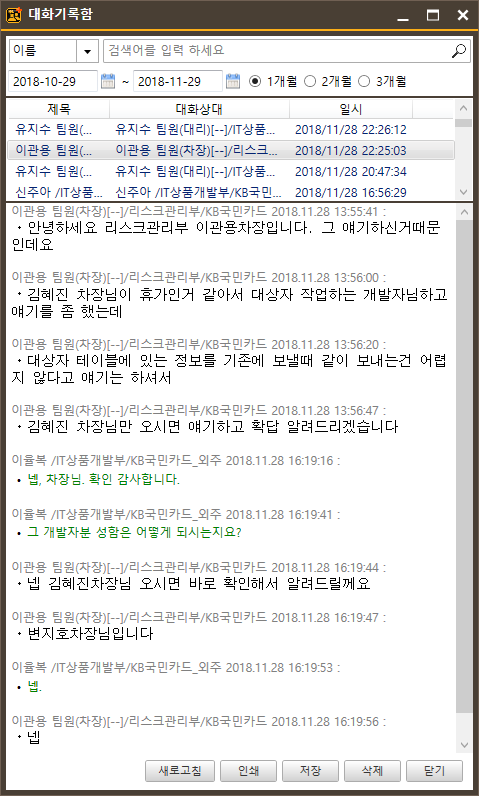 대화기록함
이름 검색어를 입력 하세요
2018-10-29 ~ 2018-11-29 1개월 2개월 3개월
제목 대화상대 일시
유지수 팀원(... 유지수 팀원(대리)[--]/IT상품... 2018/11/28 22:26:12
이관용 팀원(... 이관용 팀원(차장)[--]/리스크... 2018/11/28 22:25:03
유지수 팀원(... 유지수 팀원(대리)[--]/IT상품... 2018/11/28 20:47:34
신주아 /IT상품... 신주아 /IT상품개발부/KB국민... 2018/11/28 16:56:29
이관용 팀원(차장)[--]/리스크관리부/KB국민카드 2018.11.28 13:55:41 :
• 안녕하세요 리스크관리부 이관용차장입니다. 그 얘기하신거때문
인데요
이관용 팀원(차장)[--]/리스크관리부/KB국민카드 2018.11.28 13:56:00 :
• 김혜진 차장님이 휴가인거 같아서 대상자 작업하는 개발자님하고
얘기를 좀 했는데
이관용 팀원(차장)[--]/리스크관리부/KB국민카드 2018.11.28 13:56:20 :
• 대상자 테이블에 있는 정보를 기존에 보낼때 같이 보내는건 어렵
지 않다고 얘기는 하셔서
이관용 팀원(차장)[--]/리스크관리부/KB국민카드 2018.11.28 13:56:47 :
• 김혜진 차장님만 오시면 얘기하고 확답 알려드리겠습니다
이율복 /IT상품개발부/KB국민카드_외주 2018.11.28 16:19:16 :
• 넵, 차장님. 확인 감사합니다.
이율복 /IT상품개발부/KB국민카드_외주 2018.11.28 16:19:41 :
• 그 개발자분 성함은 어떻게 되시는지요?
이관용 팀원(차장)[--]/리스크관리부/KB국민카드 2018.11.28 16:19:44 :
• 넵 김혜진차장님 오시면 바로 확인해서 알려드릴께요
이관용 팀원(차장)[--]/리스크관리부/KB국민카드 2018.11.28 16:19:47 :
• 변지호차장님입니다
이율복 /IT상품개발부/KB국민카드_외주 2018.11.28 16:19:53 :
• 넵.
이관용 팀원(차장)[--]/리스크관리부/KB국민카드 2018.11.28 16:19:56 :
• 넵
새로고침 인쇄 저장 삭제 닫기